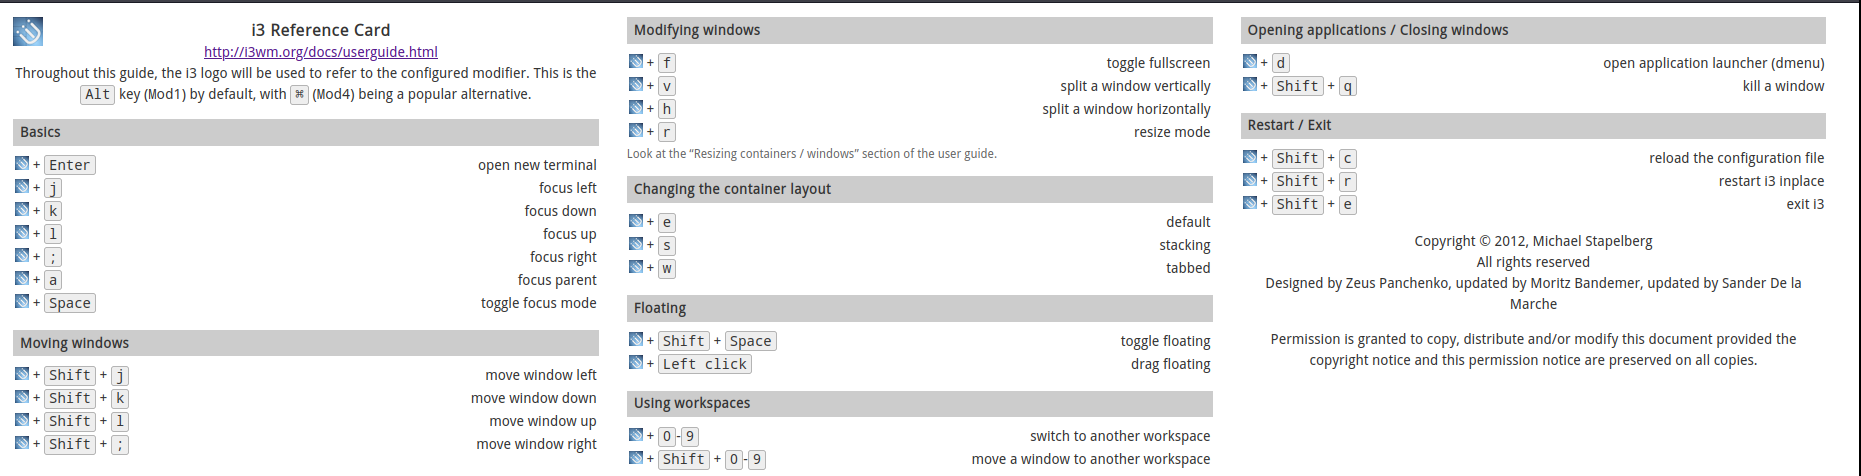 i3 Reference Card
http://i3wm.org/docs/userguide.html
Throughout this guide, the i3 logo will be used to refer to the configured modifier. This is the
Alt key (Mod1) by default, with ⌘ (Mod4) being a popular alternative.
Basics
+ Enter open new terminal
+ j focus left
+ k focus down
+ l focus up
+ ; focus right
+ a focus parent
+ Space toggle focus mode
Moving windows
+ Shift + j move window left
+ Shift + k move window down
+ Shift + l move window up
+ Shift + ; move window right
Modifying windows
+ f toggle fullscreen
+ v split a window vertically
+ h split a window horizontally
+ r resize mode
Look at the “Resizing containers / windows” section of the user guide.
Changing the container layout
+ e default
+ s stacking
+ w tabbed
Floating
+ Shift + Space toggle floating
+ Left click drag floating
Using workspaces
+ 0-9 switch to another workspace
+ Shift + 0-9 move a window to another workspace
Opening applications / Closing windows
+ d open application launcher (dmenu)
+ Shift + q kill a window
Restart / Exit
+ Shift + c reload the configuration file
+ Shift + r restart i3 inplace
+ Shift + e exit i3
Copyright © 2012, Michael Stapelberg
All rights reserved
Designed by Zeus Panchenko, updated by Moritz Bandemer, updated by Sander De la
Marche
Permission is granted to copy, distribute and/or modify this document provided the
copyright notice and this permission notice are preserved on all copies.